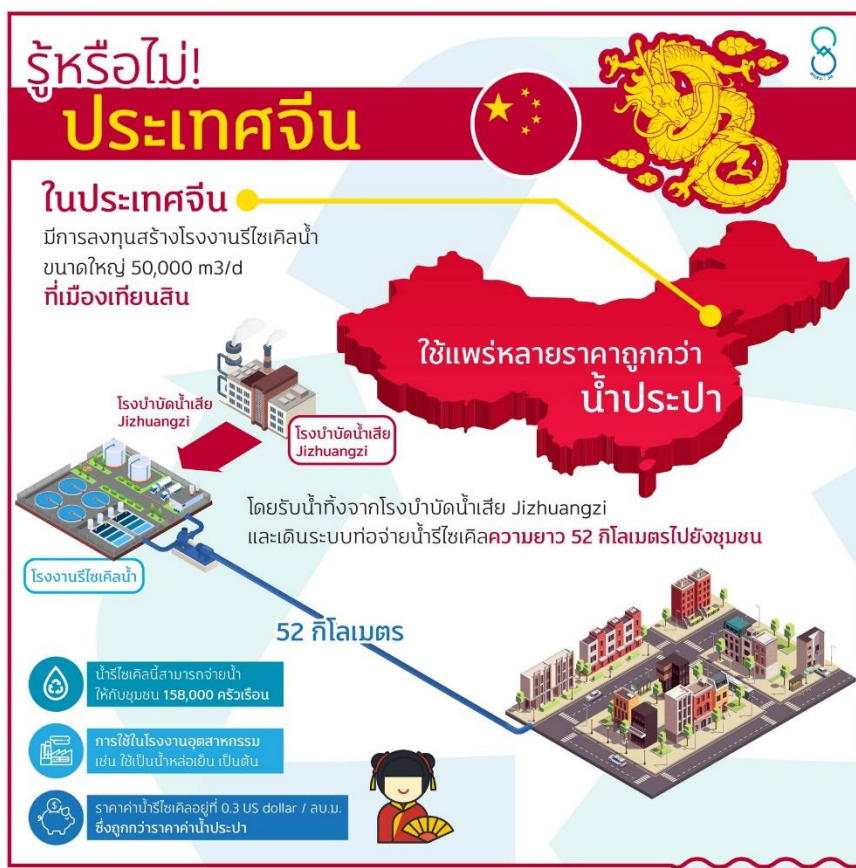 รู้หรือไม่!
ประเทศจีน
ในประเทศจีน
มีการลงทุนสร้างโรงงานรีไซเคิลน้ำ
ขนาดใหญ่ 50,000 m3/d
ที่เมืองเทียนสิน
ใช้แพร่หลายราคาถูกกว่า
น้ำประปา
โรงบำบัดน้ำเสีย
Jizhuangzi
โรงบำบัดน้ำเสีย
Jizhuangzi
โดยรับน้ำทิ้งจากโรงบำบัดน้ำเสีย Jizhuangzi
และเดินระบบท่อจ่ายน้ำรีไซเคิลความยาว 52 กิโลเมตรไปยังชุมชน
โรงงานรีไซเคิลน้ำ
52 กิโลเมตร
น้ำรีไซเคิลนี้สามารถจ่ายน้ำ
ให้กับชุมชน 158,000 ครัวเรือน
การใช้ในโรงงานอุตสาหกรรม
เช่น ใช้เป็นน้ำหล่อเย็น เป็นต้น
ราคาค่าน้ำรีไซเคิลอยู่ที่ 0.3 US dollar / ลบ.ม.
ซึ่งถูกกว่าราคาค่าน้ำประปา